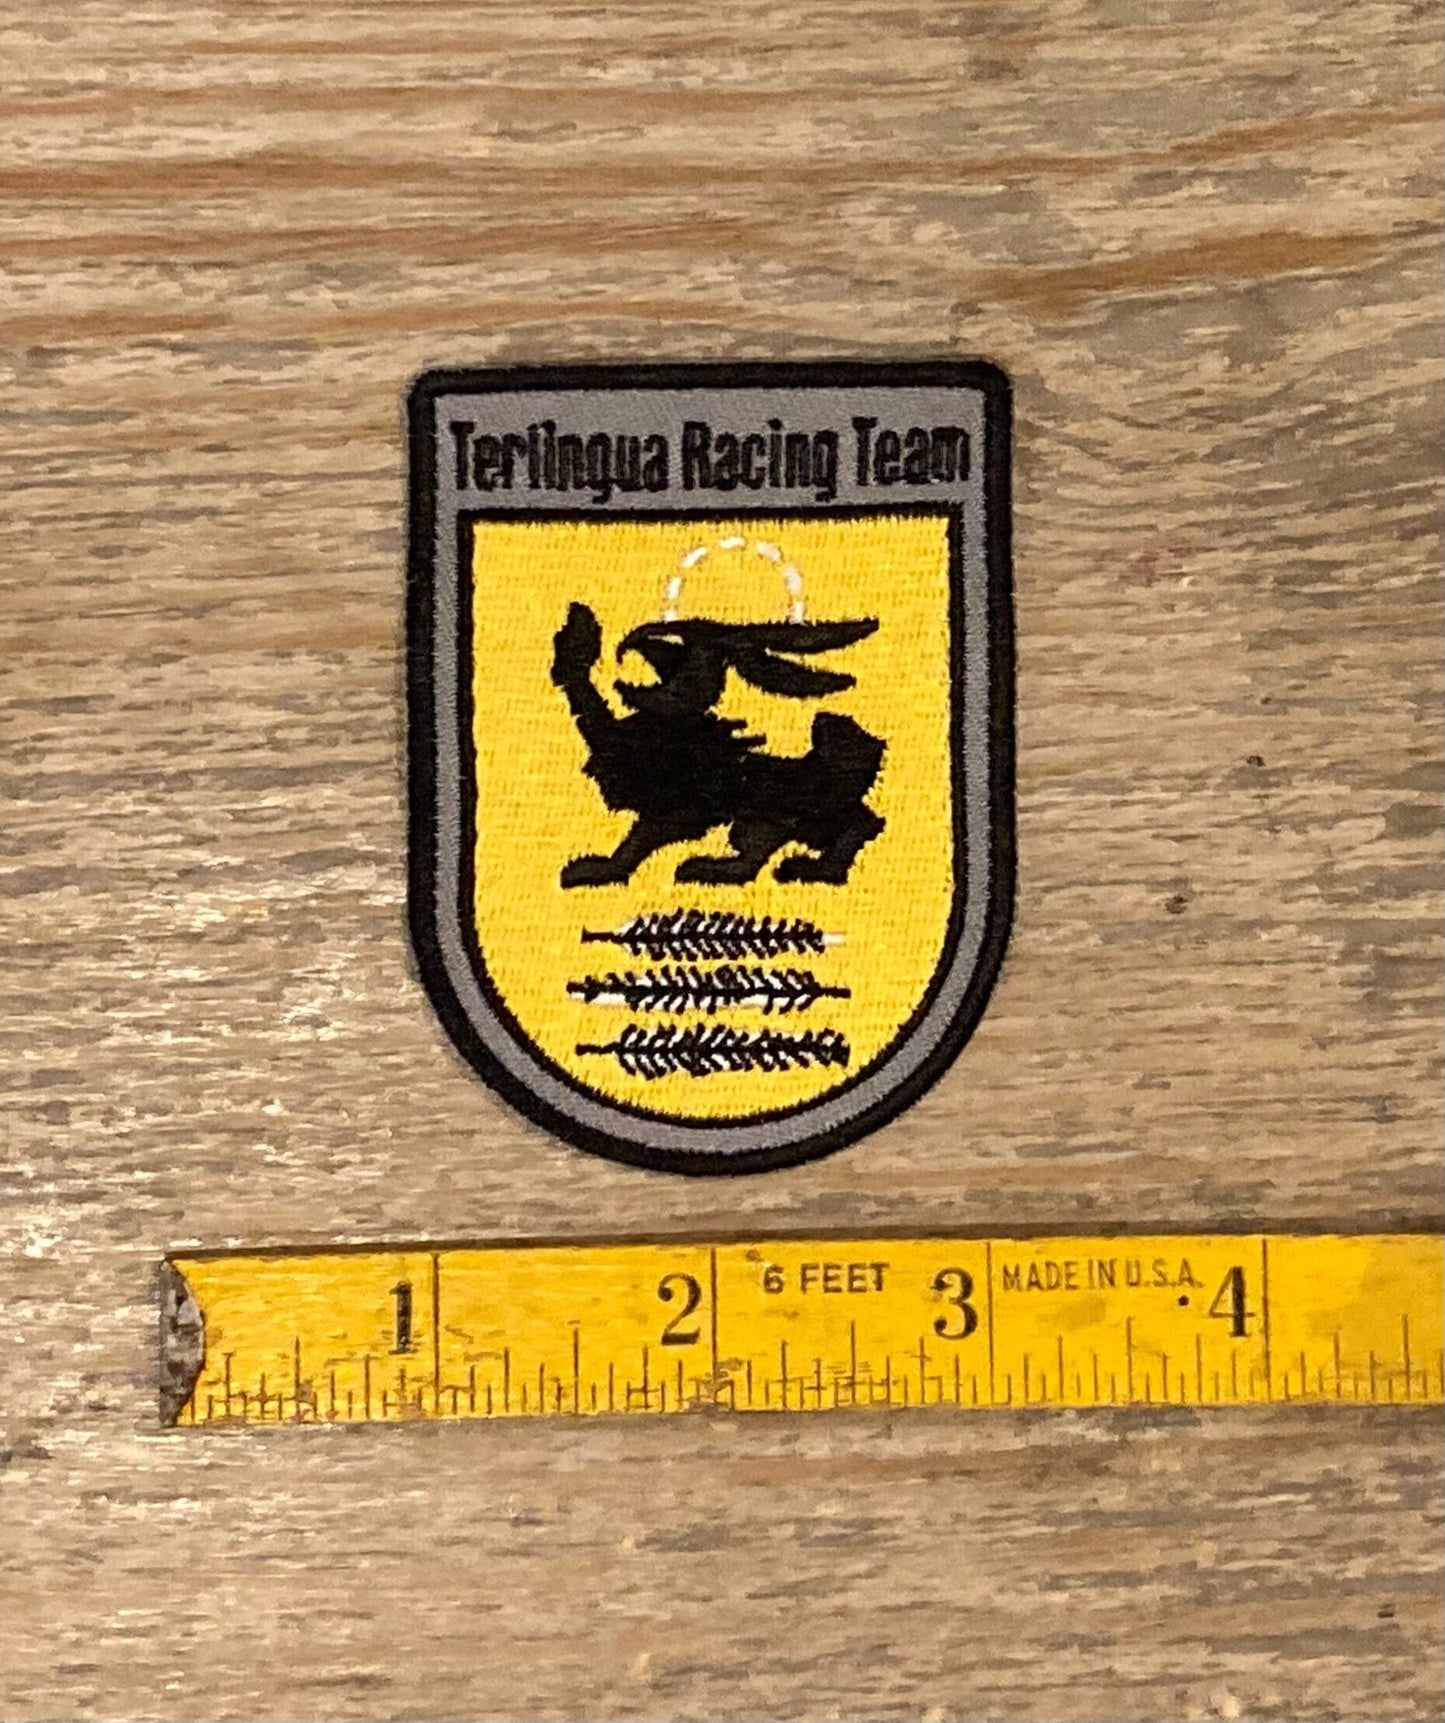 Terlingua Racing Team
1 2 6 FEET 3 MADE IN U.S.A. 4